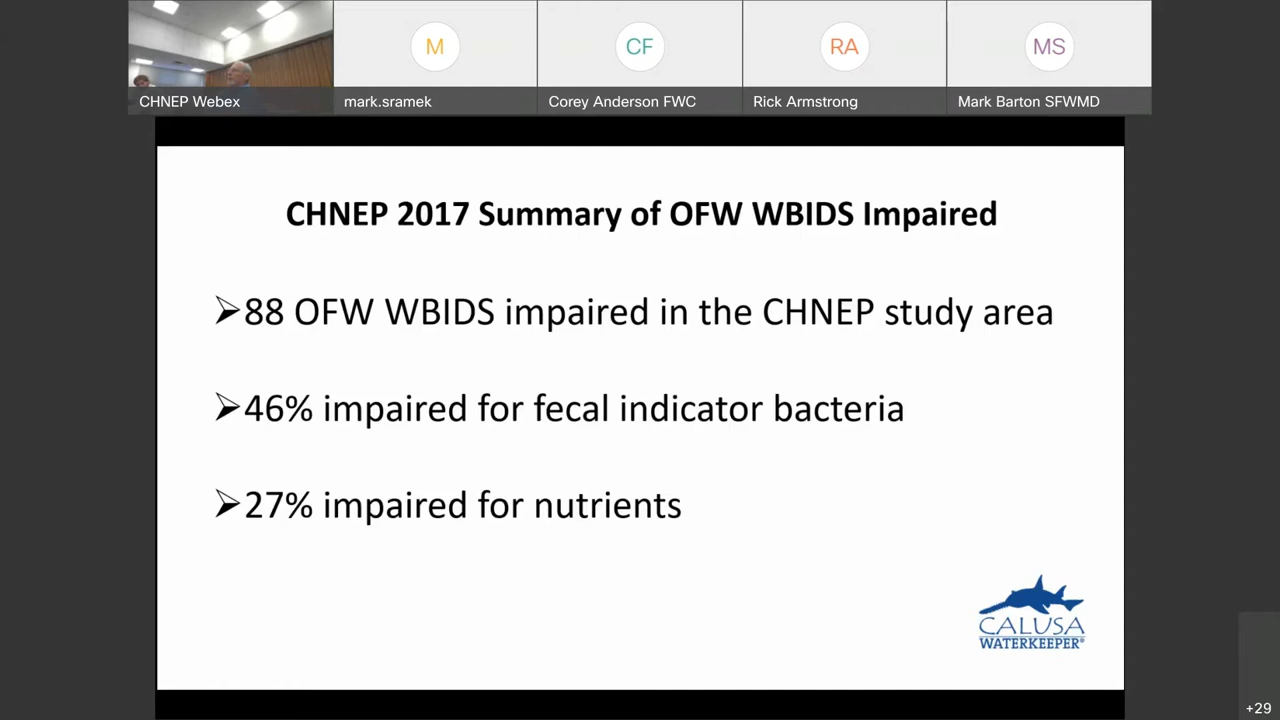 M
CF
RA
MS
CHNEP Webex
mark.sramek
Corey Anderson FWC
Rick Armstrong
Mark Barton SFWMD
CHNEP 2017 Summary of OFW WBIDS Impaired
➢88 OFW WBIDS impaired in the CHNEP study area
➢46% impaired for fecal indicator bacteria
➢27% impaired for nutrients
CALUSA
WATERKEEPER®
+29